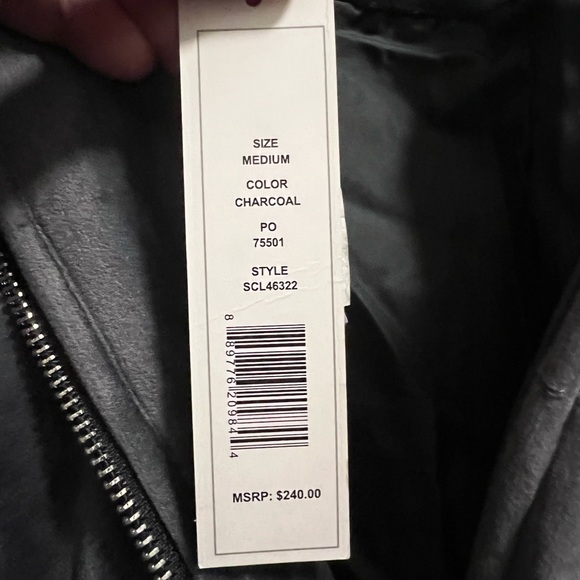 SIZE
MEDIUM
COLOR
CHARCOAL
PO
75501
STYLE
SCL46322
8 89776 20984 4
MSRP: $240.00